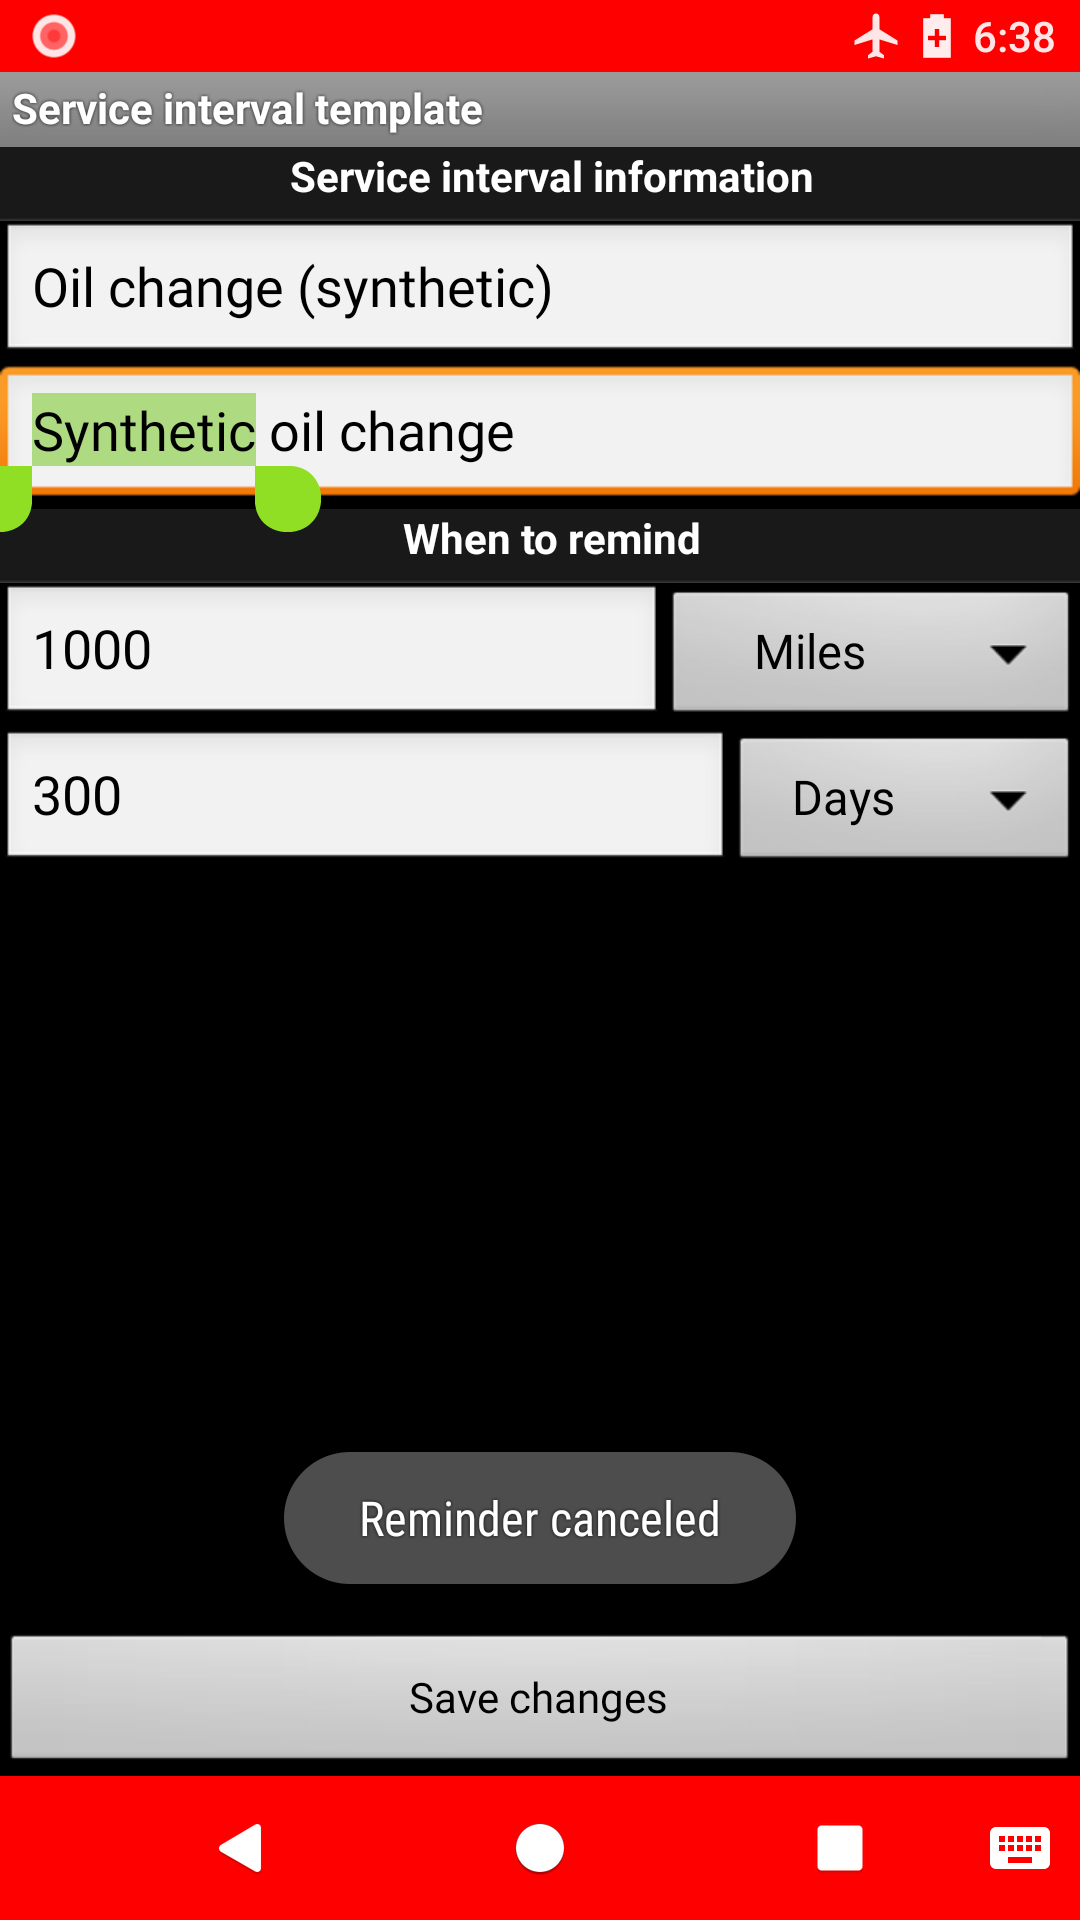 6:38
Service interval template
Service interval information
Oil change (synthetic)
Synthetic oil change
When to remind
1000
Miles
300
Days
Reminder canceled
Save changes